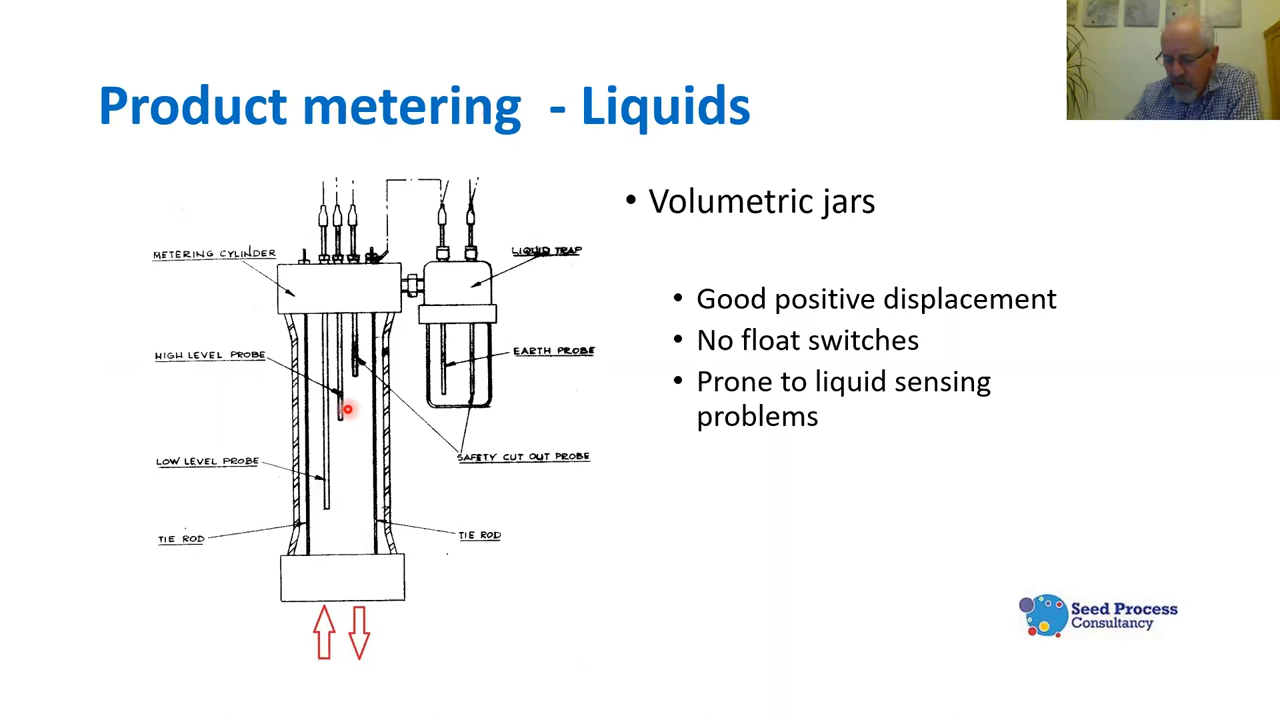 Product metering - Liquids
• Volumetric jars
METERING CYLINDER
LIQUID TRAP
• Good positive displacement
• No float switches
HIGH LEVEL PROBE
EARTH PROBE
• Prone to liquid sensing
problems
LOW LEVEL PROBE
SAFETY CUT OUT PROBE
TIE ROD
TIE ROD
Seed Process
Consultancy